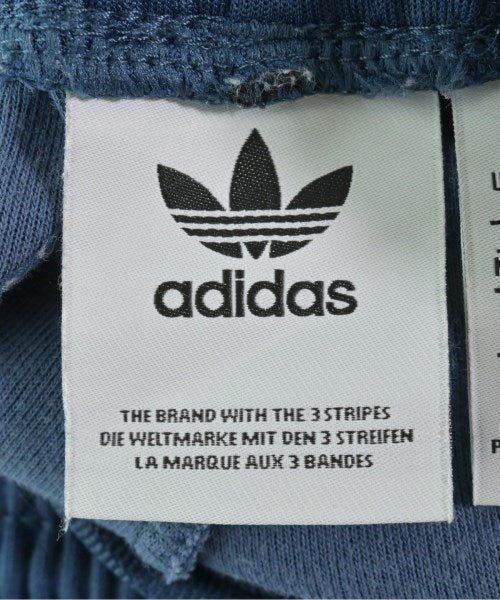 adidas
THE BRAND WITH THE 3 STRIPES
DIE WELTMARKE MIT DEN 3 STREIFEN
LA MARQUE AUX 3 BANDES